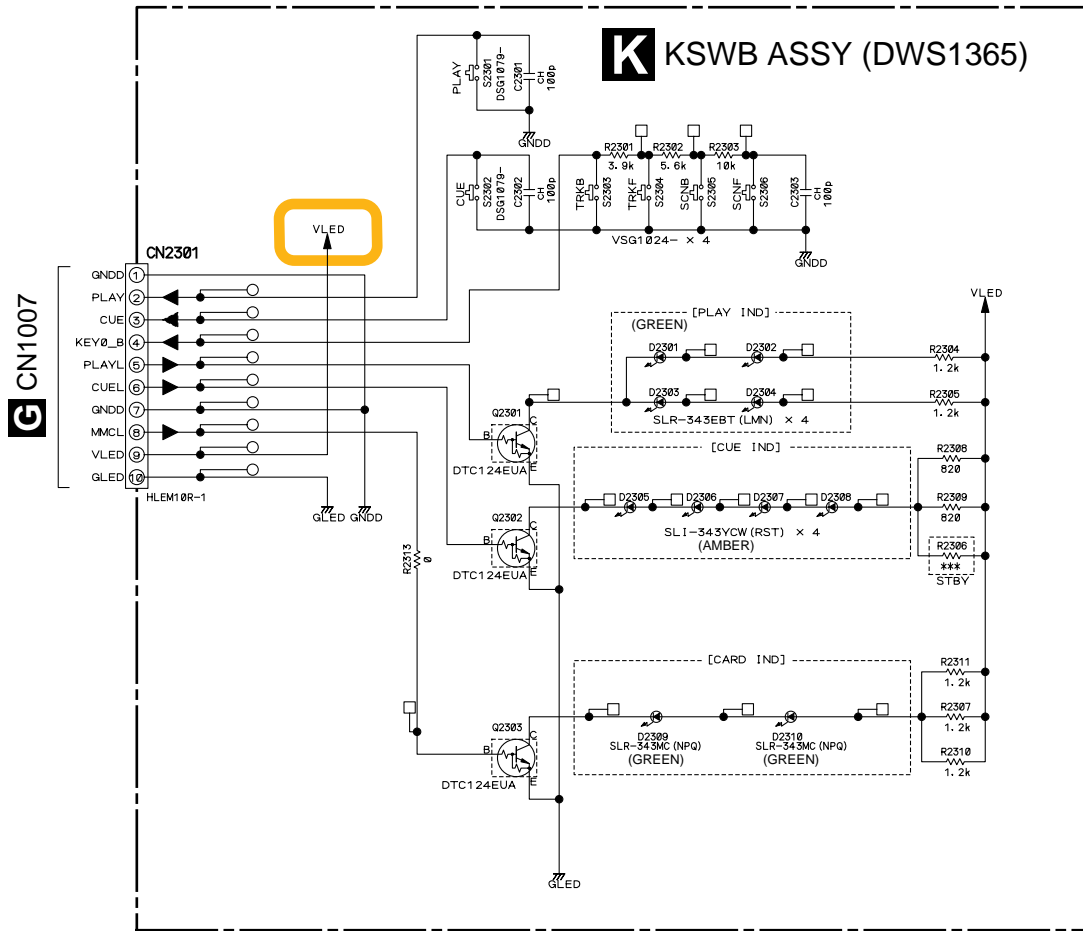 K KSWB ASSY (DWS1365)
PLAY
S2301
DSG1079-
C2301
CH
100p
GNDD
CUE
S2302
DSG1079-
C2302
CH
100p
R2301
3.9k
R2302
5.6k
R2303
10k
TRKB
S2303
TRKF
S2304
SCNB
S2305
SCNF
S2306
C2303
CH
100p
VSG1024- × 4
GNDD
VLED
CN2301
G CN1007
GNDD 1
PLAY 2
CUE 3
KEY0_B 4
PLAYL 5
CUEL 6
GNDD 7
MMCL 8
VLED 9
GLED 10
HLEM10R-1
GLED GNDD
VLED
[PLAY IND]
(GREEN)
D2301
D2302
D2303
D2304
SLR-343EBT(LMN) × 4
R2304
1.2k
R2305
1.2k
Q2301
C
B
E
DTC124EUA
[CUE IND]
D2305
D2306
D2307
D2308
SLI-343YCW(RST) × 4
(AMBER)
R2308
820
R2309
820
R2306
***
STBY
Q2302
C
B
E
DTC124EUA
R2313
0
[CARD IND]
D2309
SLR-343MC(NPQ)
(GREEN)
D2310
SLR-343MC(NPQ)
(GREEN)
R2311
1.2k
R2307
1.2k
R2310
1.2k
Q2303
C
B
E
DTC124EUA
GLED